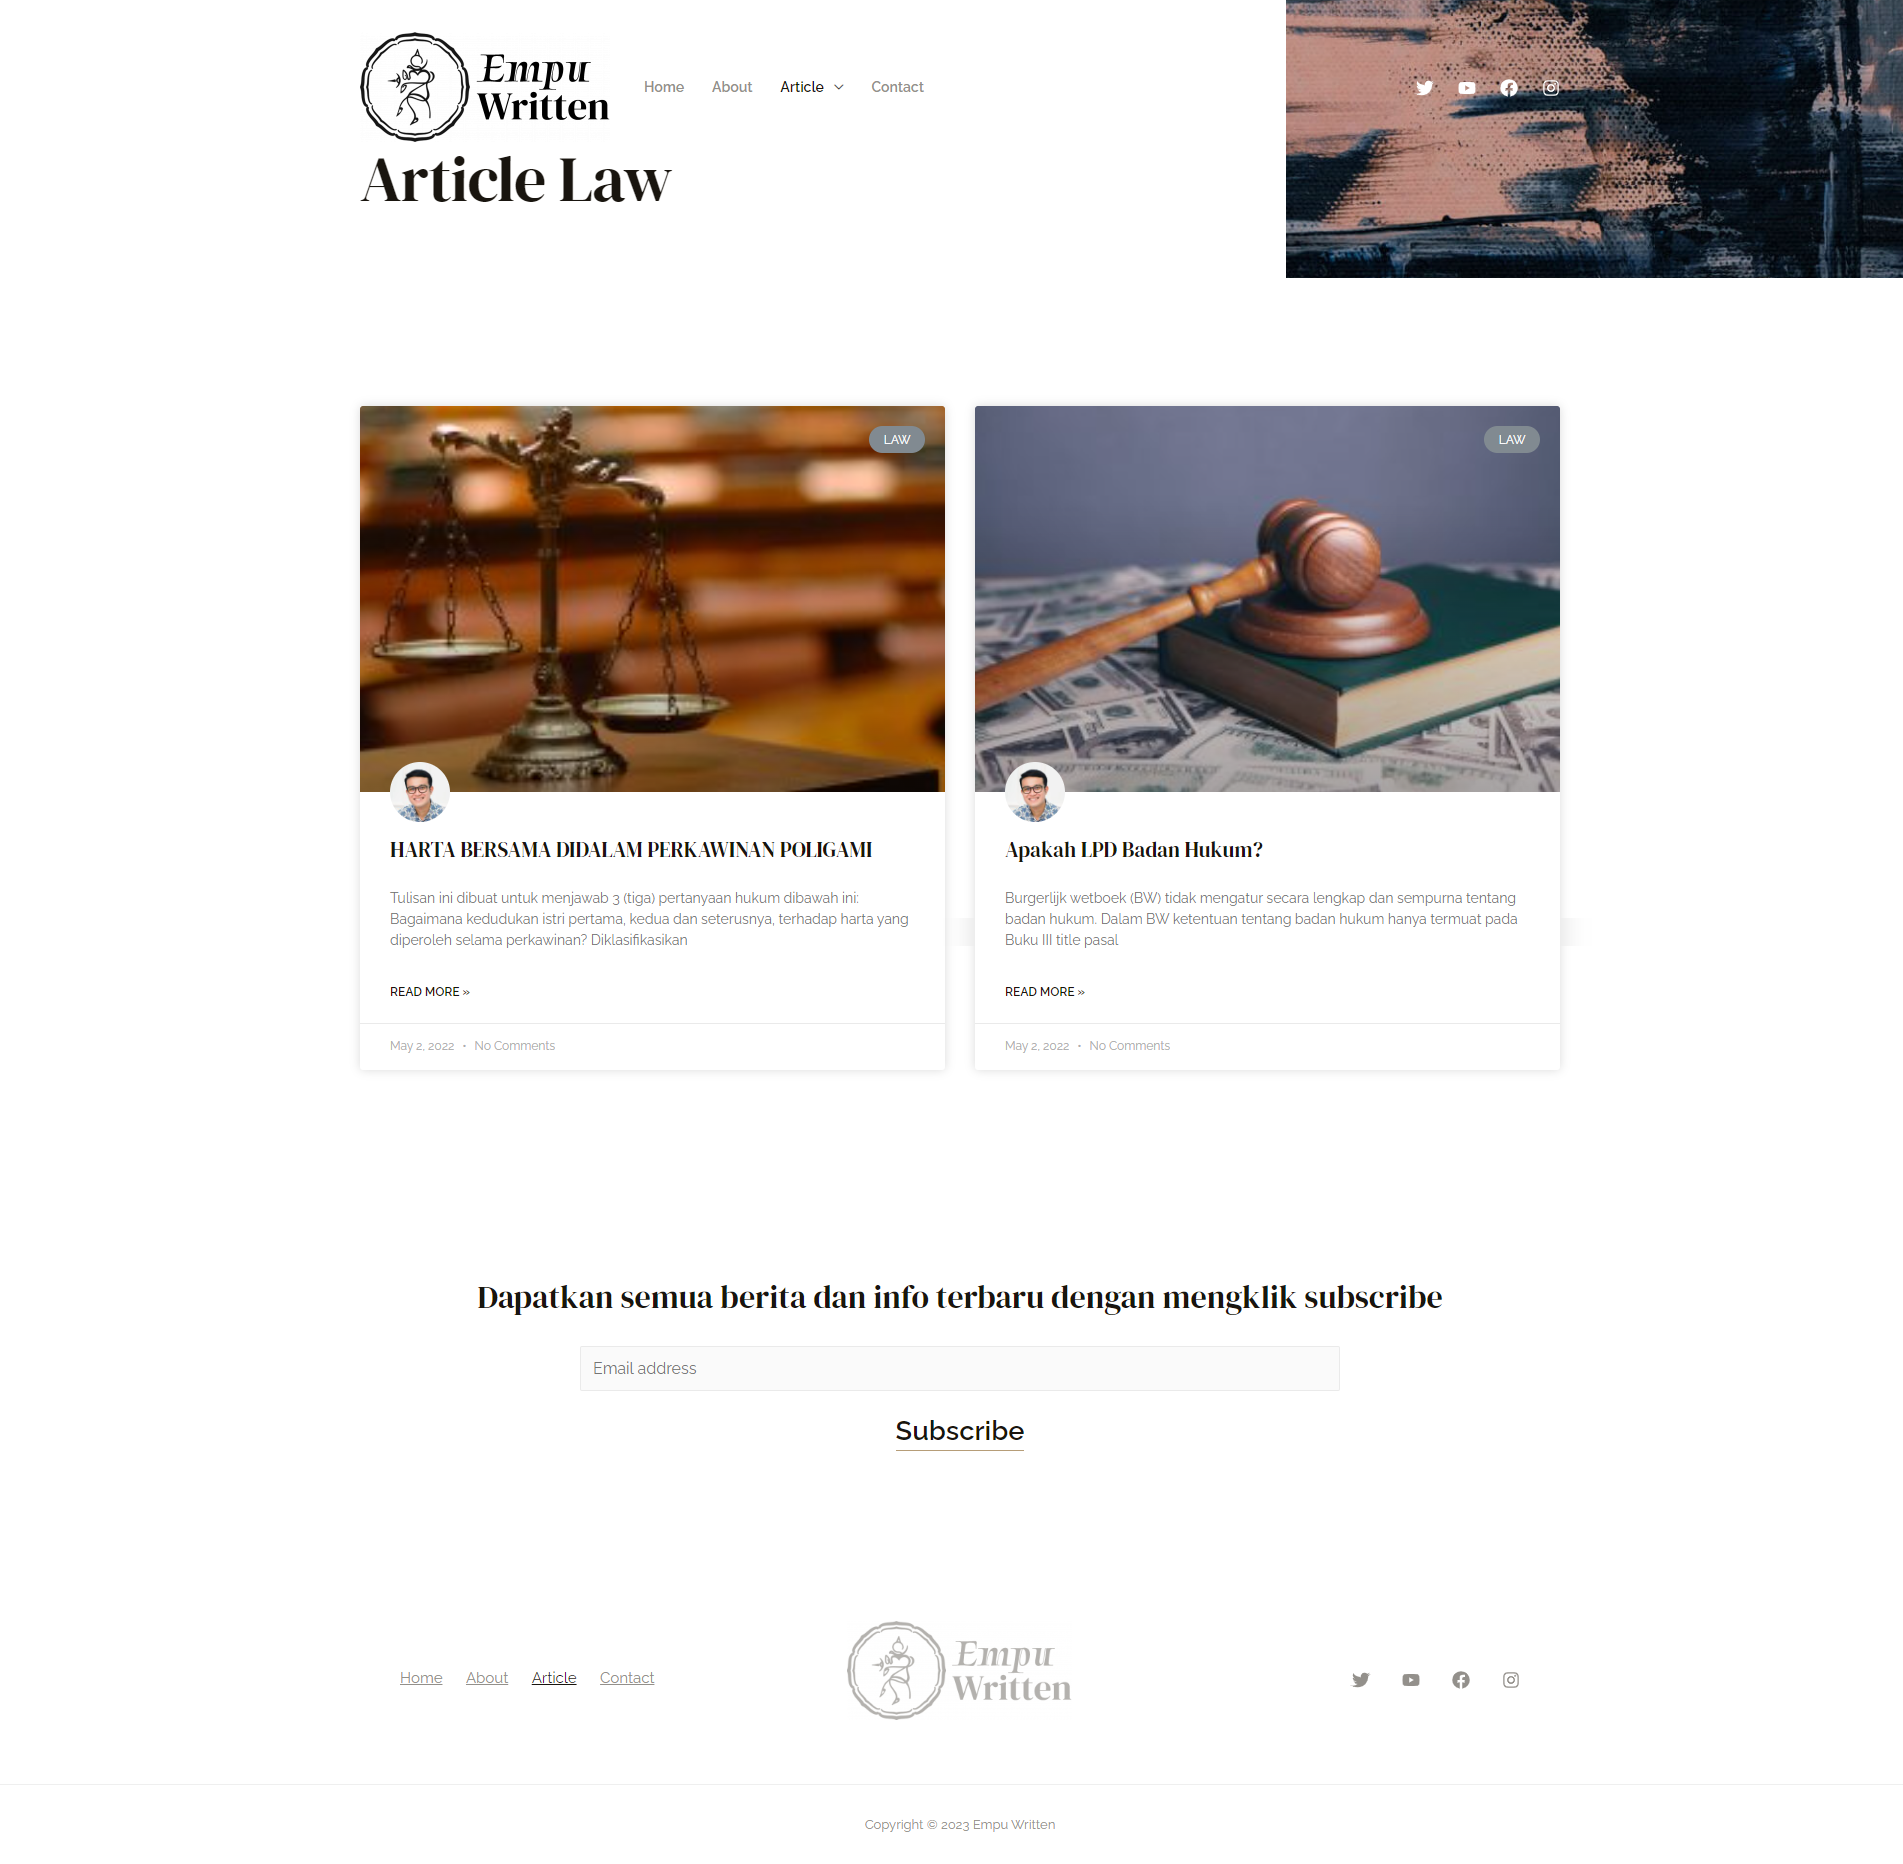 Empu
Written
Home
About
Article
Contact
Article Law
LAW
HARTA BERSAMA DIDALAM PERKAWINAN POLIGAMI
Tulisan ini dibuat untuk menjawab 3 (tiga) pertanyaan hukum dibawah ini:
Bagaimana kedudukan istri pertama, kedua dan seterusnya, terhadap harta yang
diperoleh selama perkawinan? Diklasifikasikan
READ MORE »
May 2, 2022 • No Comments
LAW
Apakah LPD Badan Hukum?
Burgerlijk wetboek (BW) tidak mengatur secara lengkap dan sempurna tentang
badan hukum. Dalam BW ketentuan tentang badan hukum hanya termuat pada
Buku III title pasal
READ MORE »
May 2, 2022 • No Comments
Dapatkan semua berita dan info terbaru dengan mengklik subscribe
Email address
Subscribe
Home
About
Article
Contact
Empu
Written
Copyright © 2023 Empu Written